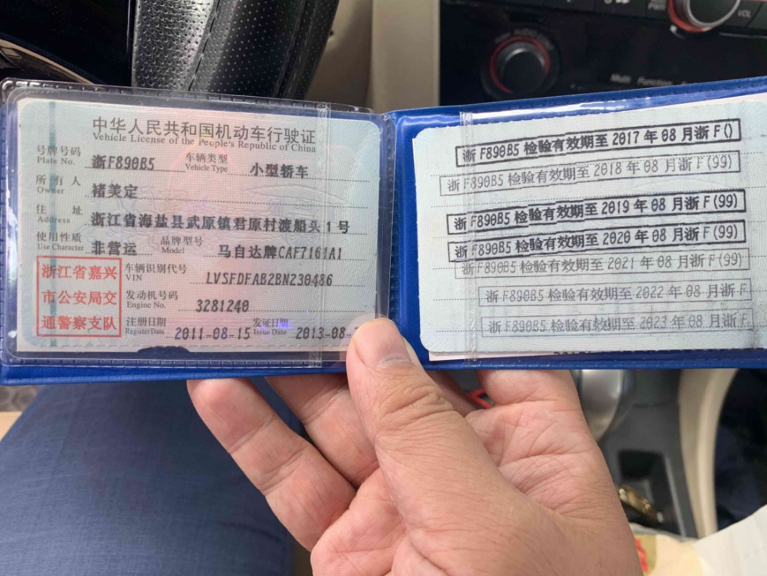 中华人民共和国机动车行驶证
Vehicle License of the People's Republic of China
号牌号码 浙F890B5 车辆类型 小型轿车
Plate No. Vehicle Type
所有人 褚美定
Owner
住址 浙江省海盐县武原镇君原村渡船头1号
Address
使用性质 非营运 品牌型号 马自达牌CAF7161A1
Use Character Model
浙江省嘉兴
市公安局交
通警察支队
车辆识别代号 LVSFDFAB2BN230486
VIN
发动机号码 3281240
Engine No.
注册日期 2011-08-15 发证日期 2013-08-
Register Date Issue Date
浙F890B5 检验有效期至2017年08月浙F()
浙F890B5 检验有效期至2018年08月浙F(99)
浙F890B5 检验有效期至2019年08月浙F(99)
浙F890B5 检验有效期至2020年08月浙F(99)
浙F890B5 检验有效期至2021年08月浙F(99)
浙F890B5 检验有效期至2022年08月浙F
浙F890B5 检验有效期至2023年08月浙F
VOL